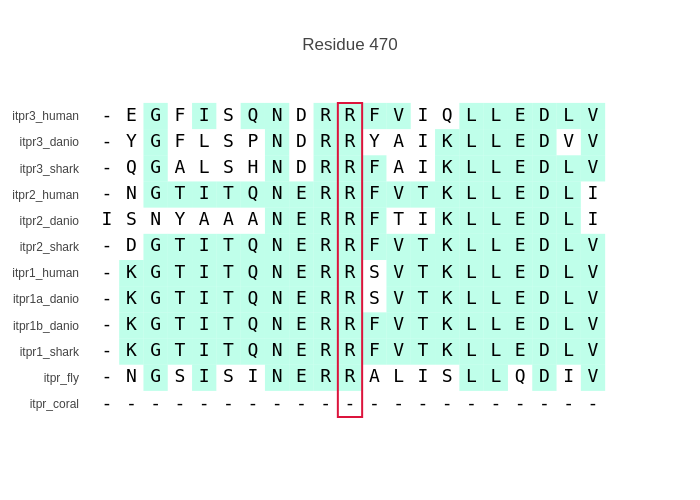 Residue 470
itpr3_human - E G F I S Q N D R R F V I Q L L E D L V
itpr3_danio - Y G F L S P N D R R Y A I K L L E D V V
itpr3_shark - Q G A L S H N D R R F A I K L L E D L V
itpr2_human - N G T I T Q N E R R F V T K L L E D L I
itpr2_danio I S N Y A A A N E R R F T I K L L E D L I
itpr2_shark - D G T I T Q N E R R F V T K L L E D L V
itpr1_human - K G T I T Q N E R R S V T K L L E D L V
itpr1a_danio - K G T I T Q N E R R S V T K L L E D L V
itpr1b_danio - K G T I T Q N E R R F V T K L L E D L V
itpr1_shark - K G T I T Q N E R R F V T K L L E D L V
itpr_fly - N G S I S I N E R R A L I S L L Q D I V
itpr_coral - - - - - - - - - - - - - - - - - - - - -